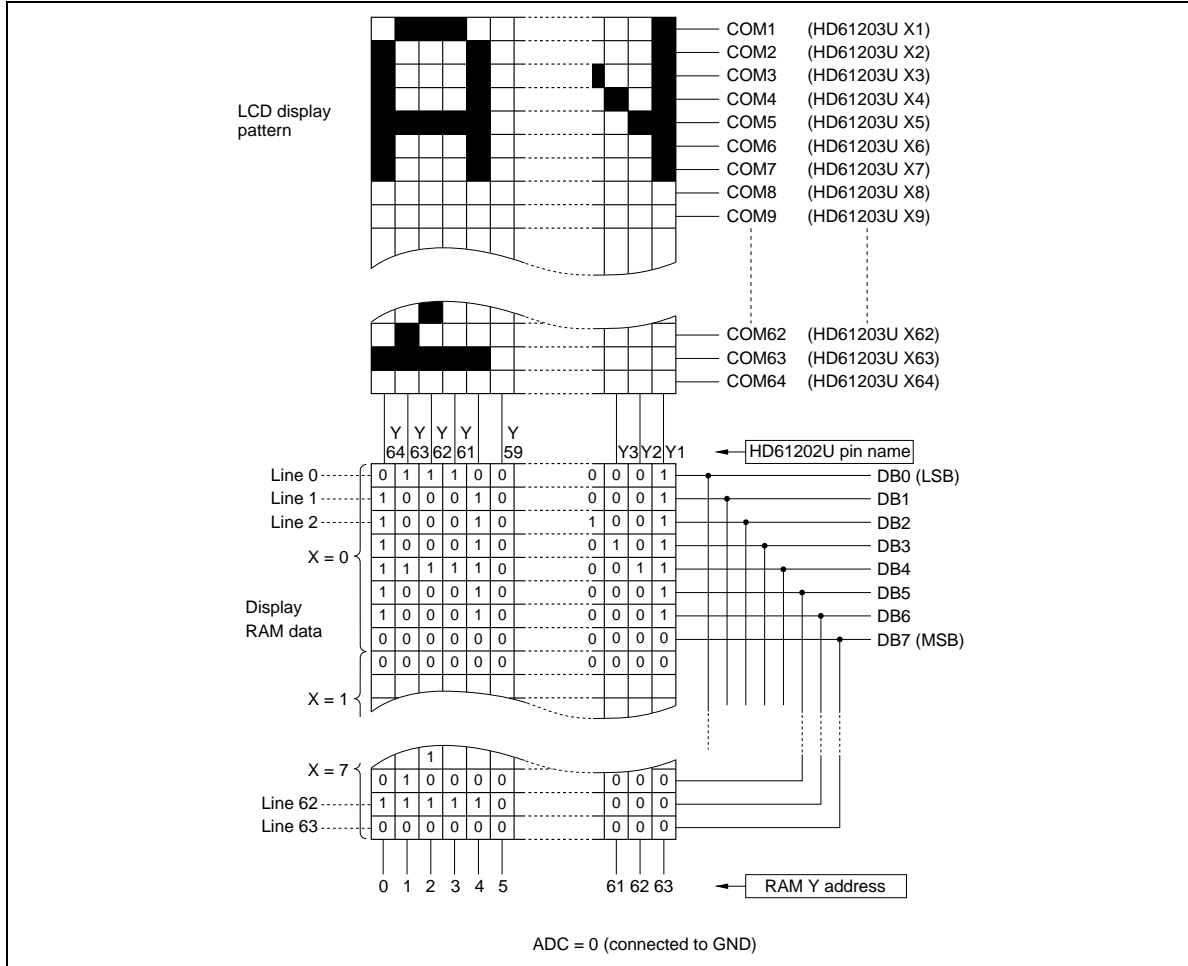 COM1 (HD61203U X1)
COM2 (HD61203U X2)
COM3 (HD61203U X3)
COM4 (HD61203U X4)
LCD display
pattern
COM5 (HD61203U X5)
COM6 (HD61203U X6)
COM7 (HD61203U X7)
COM8 (HD61203U X8)
COM9 (HD61203U X9)
COM62 (HD61203U X62)
COM63 (HD61203U X63)
COM64 (HD61203U X64)
Y Y Y Y Y
64 63 62 61 59 Y3 Y2 Y1 HD61202U pin name
Line 0 0 1 1 1 0 0 0 0 0 1 DB0 (LSB)
Line 1 1 0 0 0 1 0 0 0 0 1 DB1
Line 2 1 0 0 0 1 0 1 0 0 1 DB2
X = 0 1 0 0 0 1 0 0 1 0 1 DB3
1 1 1 1 1 0 0 0 1 1 DB4
1 0 0 0 1 0 0 0 0 1 DB5
Display
RAM data
1 0 0 0 1 0 0 0 0 1 DB6
0 0 0 0 0 0 0 0 0 0 DB7 (MSB)
0 0 0 0 0 0 0 0 0 0
X = 1
1
X = 7
0 1 0 0 0 0 0 0 0
Line 62 1 1 1 1 1 0 0 0 0
Line 63 0 0 0 0 0 0 0 0 0
0 1 2 3 4 5 61 62 63 RAM Y address
ADC = 0 (connected to GND)